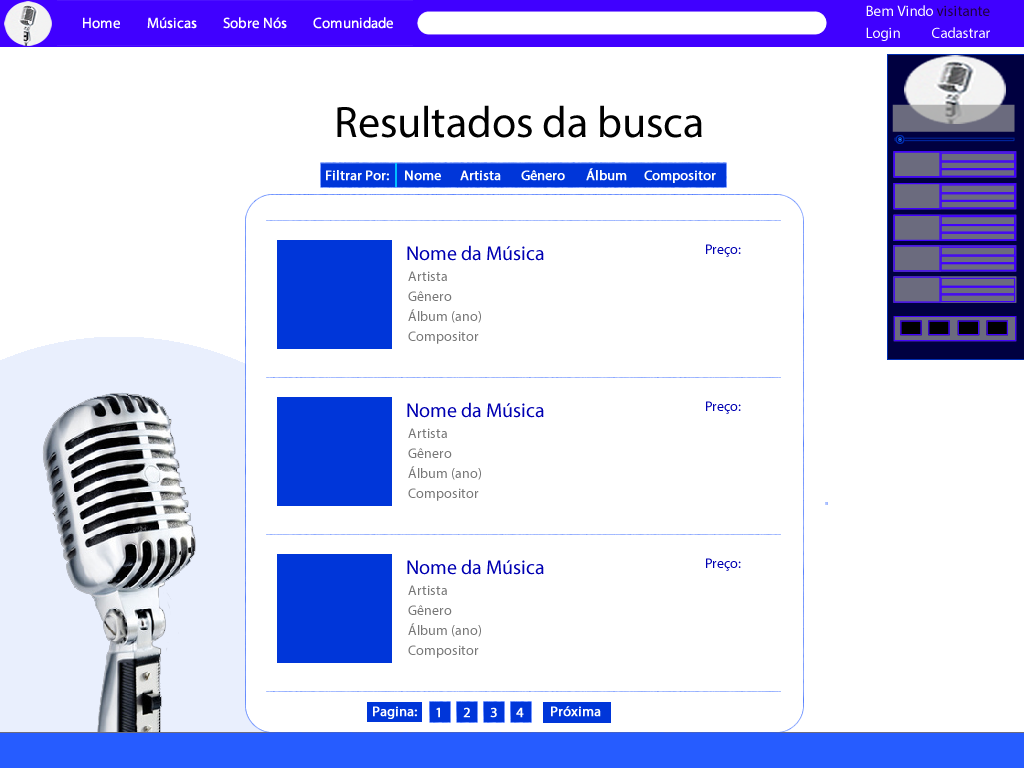 Home Músicas Sobre Nós Comunidade
Bem Vindo visitante
Login Cadastrar
Resultados da busca
Filtrar Por: Nome Artista Gênero Álbum Compositor
Nome da Música Preço:
Artista
Gênero
Álbum (ano)
Compositor
Nome da Música Preço:
Artista
Gênero
Álbum (ano)
Compositor
Nome da Música Preço:
Artista
Gênero
Álbum (ano)
Compositor
Pagina: 1 2 3 4 Próxima